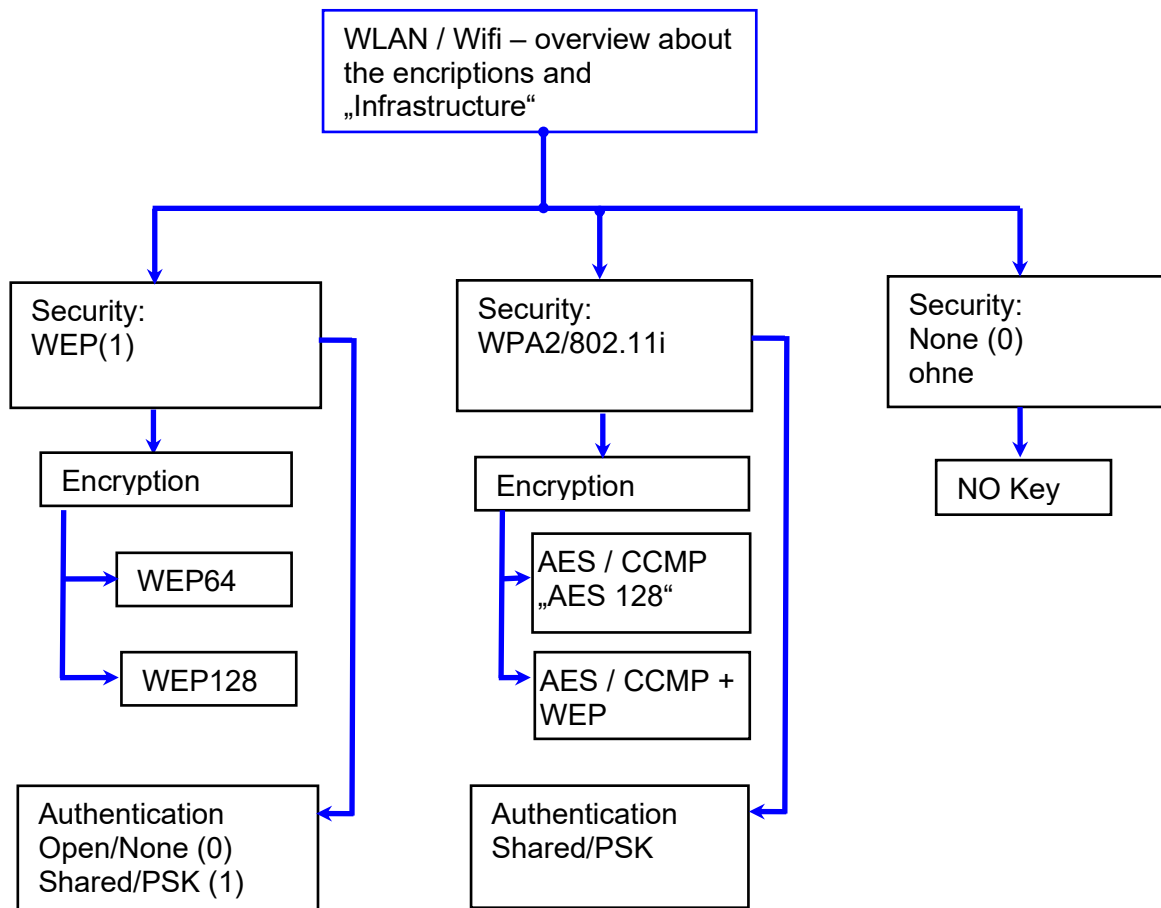 WLAN / Wifi – overview about
the encriptions and
„Infrastructure“
Security:
WEP(1)
Security:
WPA2/802.11i
Security:
None (0)
ohne
Encryption
Encryption
NO Key
WEP64
AES / CCMP
„AES 128“
WEP128
AES / CCMP +
WEP
Authentication
Open/None (0)
Shared/PSK (1)
Authentication
Shared/PSK